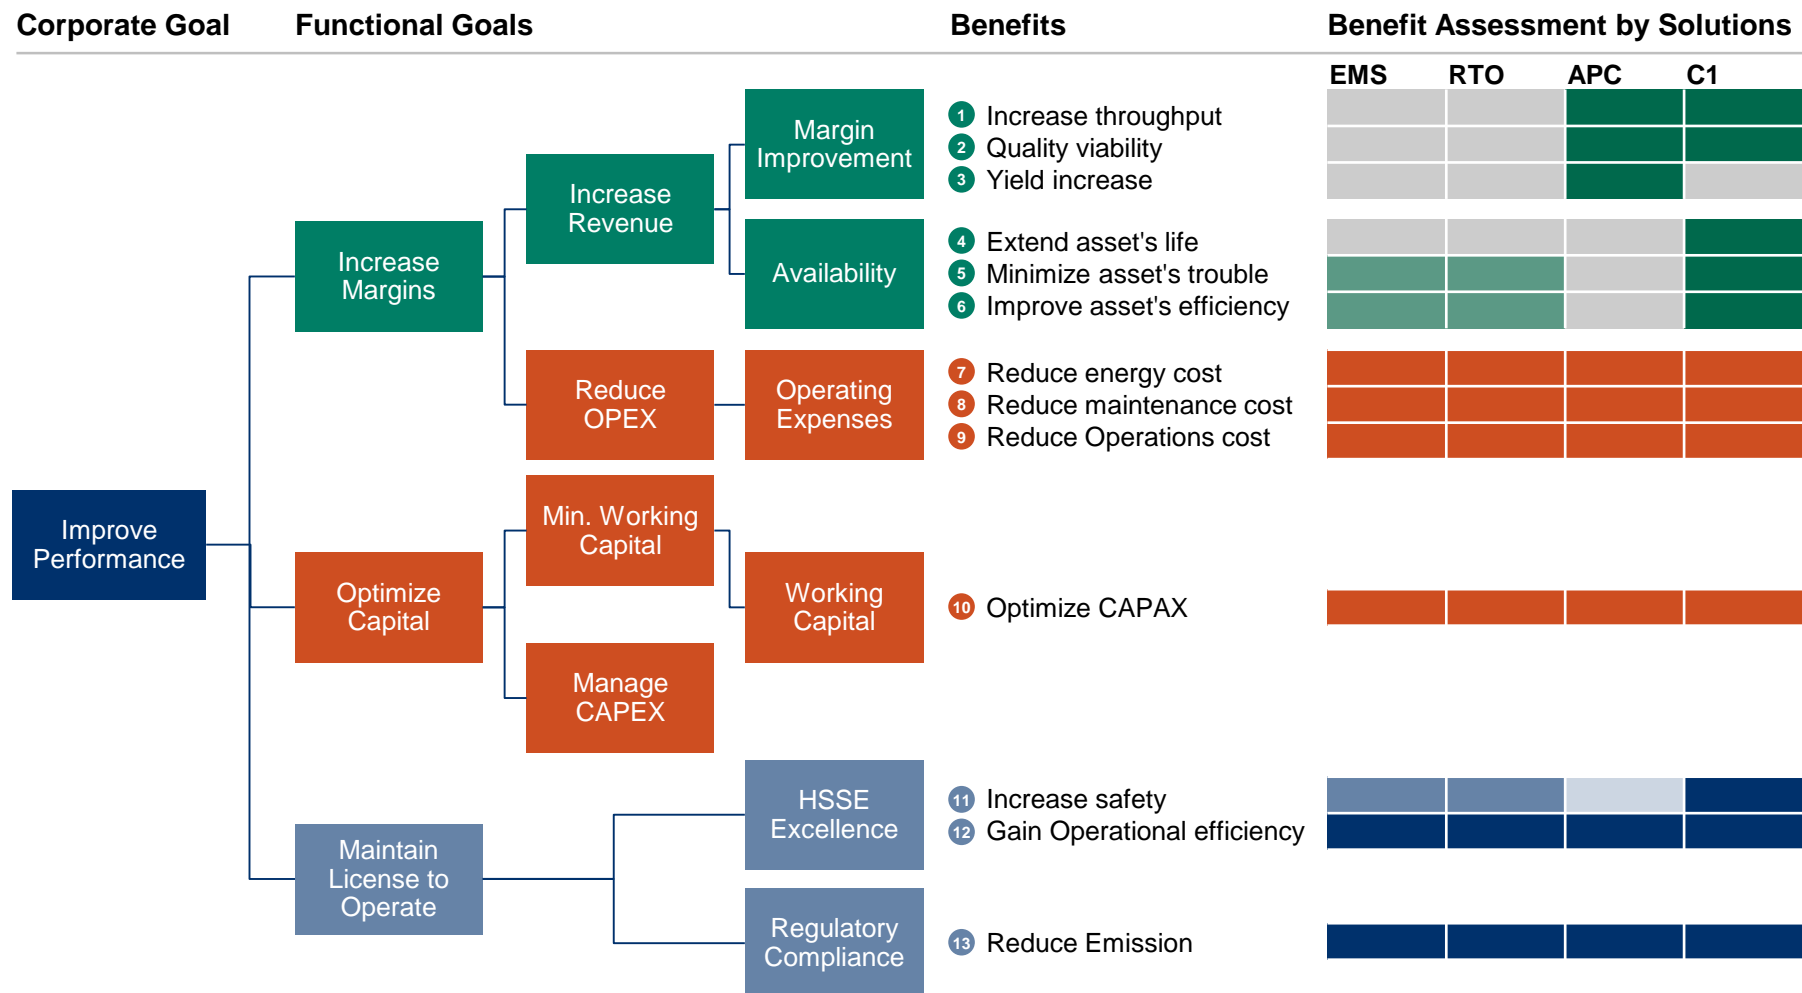 Corporate Goal
Functional Goals
Benefits
Benefit Assessment by Solutions
EMS
RTO
APC
C1
Improve
Performance
Increase
Margins
Increase
Revenue
Margin
Improvement
1 Increase throughput
2 Quality viability
3 Yield increase
Availability
4 Extend asset's life
5 Minimize asset's trouble
6 Improve asset's efficiency
Reduce
OPEX
Operating
Expenses
7 Reduce energy cost
8 Reduce maintenance cost
9 Reduce Operations cost
Optimize
Capital
Min. Working
Capital
Working
Capital
10 Optimize CAPAX
Manage
CAPEX
Maintain
License to
Operate
HSSE
Excellence
11 Increase safety
12 Gain Operational efficiency
Regulatory
Compliance
13 Reduce Emission